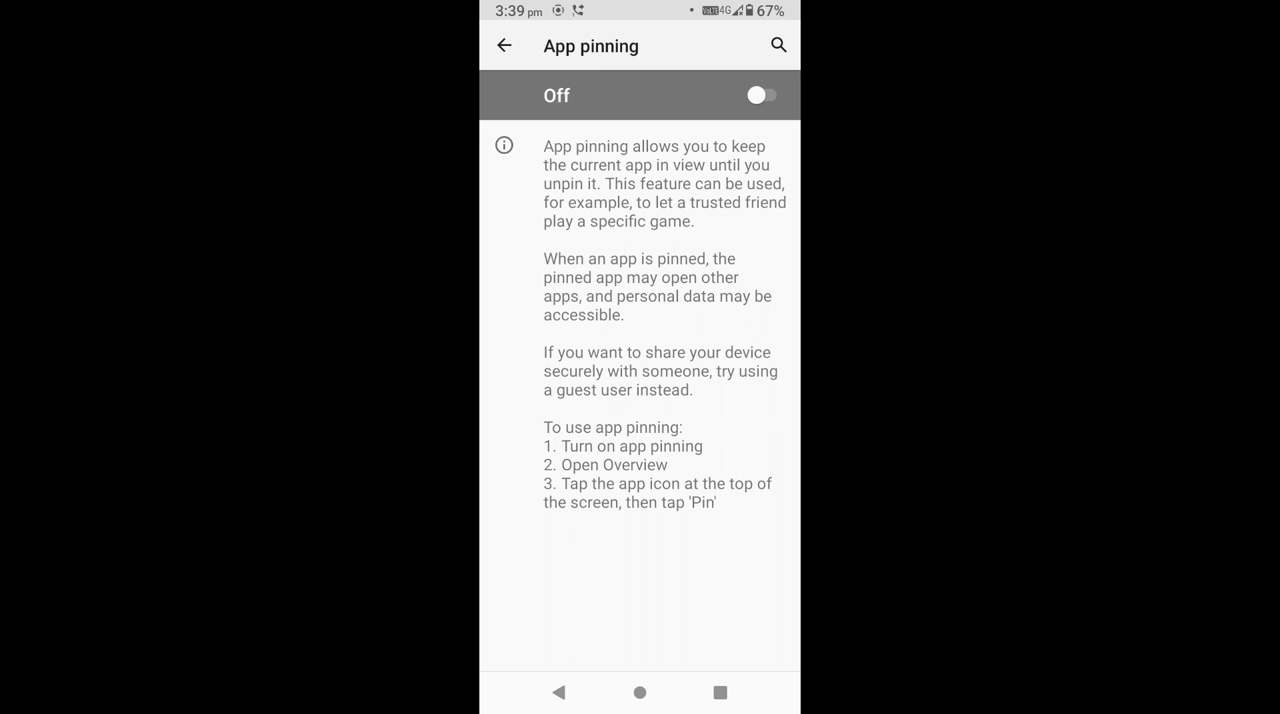 3:39 pm 4G 67%
App pinning
Off
App pinning allows you to keep
the current app in view until you
unpin it. This feature can be used,
for example, to let a trusted friend
play a specific game.
When an app is pinned, the
pinned app may open other
apps, and personal data may be
accessible.
If you want to share your device
securely with someone, try using
a guest user instead.
To use app pinning:
1. Turn on app pinning
2. Open Overview
3. Tap the app icon at the top of
the screen, then tap 'Pin'